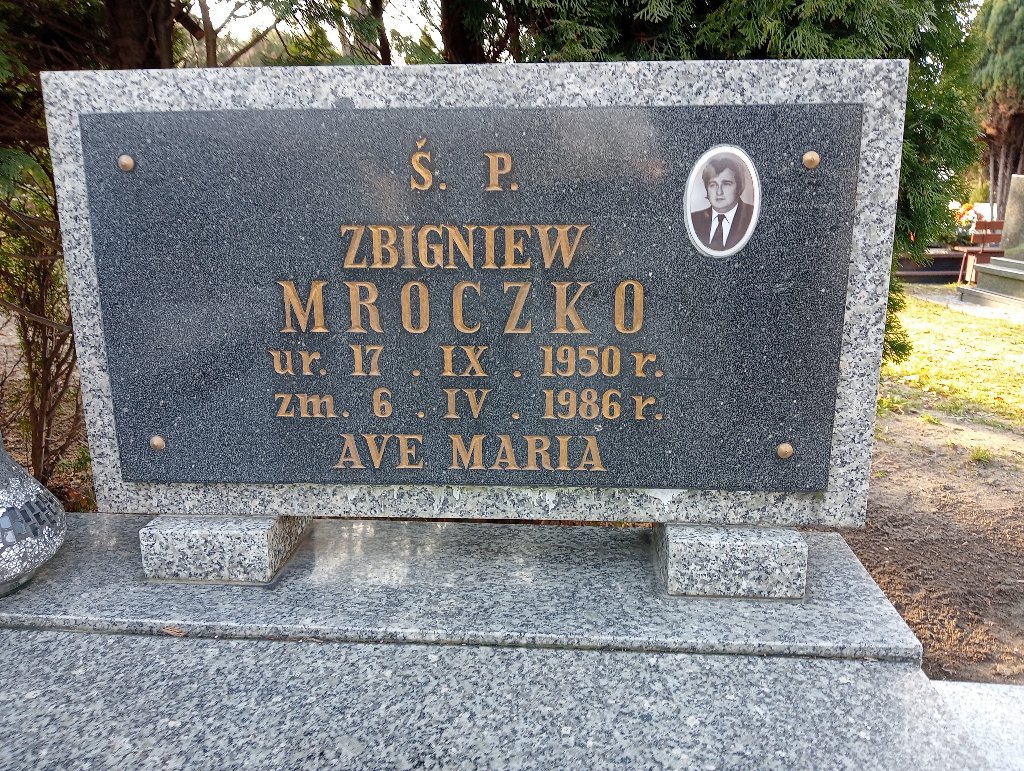 Ś. P.
ZBIGNIEW
MROCZKO
ur. 17 . IX . 1950 r.
zm. 6 . IV . 1986 r.
AVE MARIA